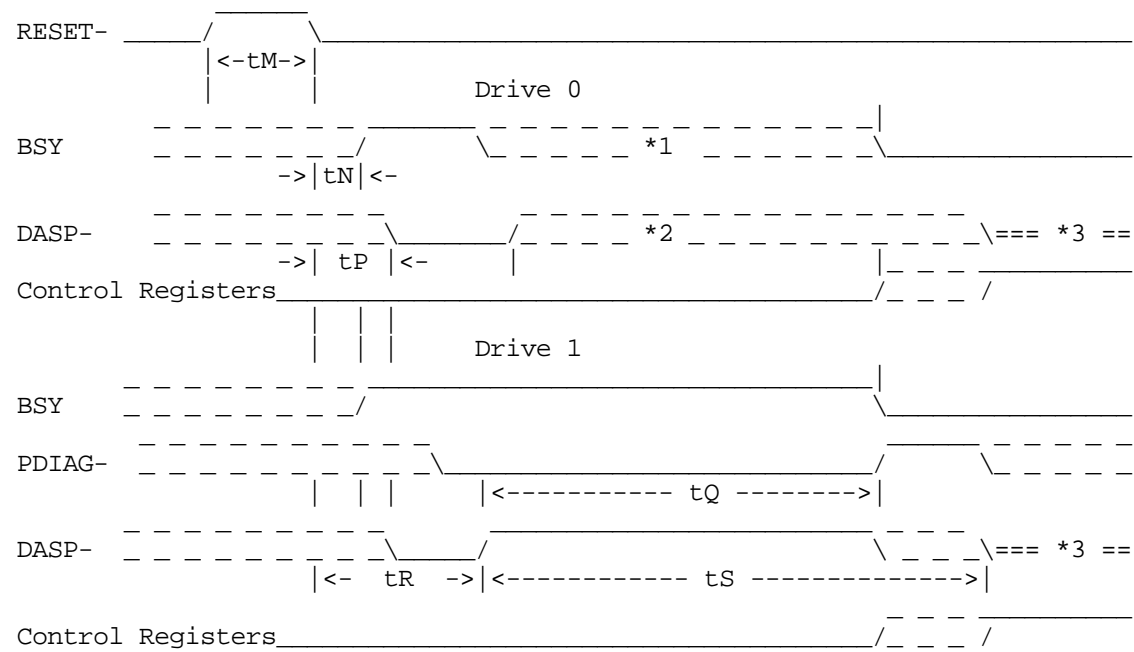 RESET-
|<-tM->|
Drive 0
BSY *1
->|tN|<-
DASP- *2 === *3 ==
->| tP |<-
Control Registers
Drive 1
BSY
PDIAG-
|<----------- tQ -------->|
DASP- === *3 ==
|<- tR ->|<------------ tS -------------->|
Control Registers